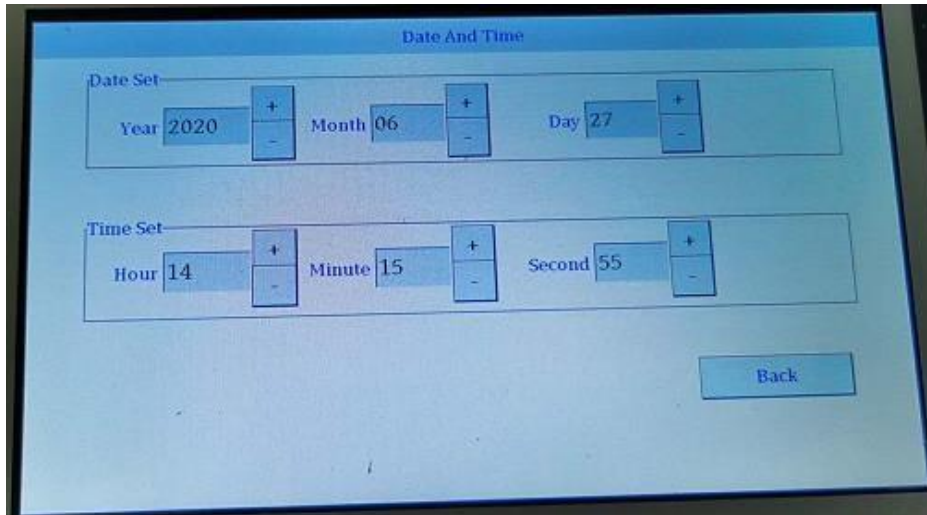 Date And Time
Date Set
Year 2020 + - Month 06 + - Day 27 + -
Time Set
Hour 14 + - Minute 15 + - Second 55 + -
Back